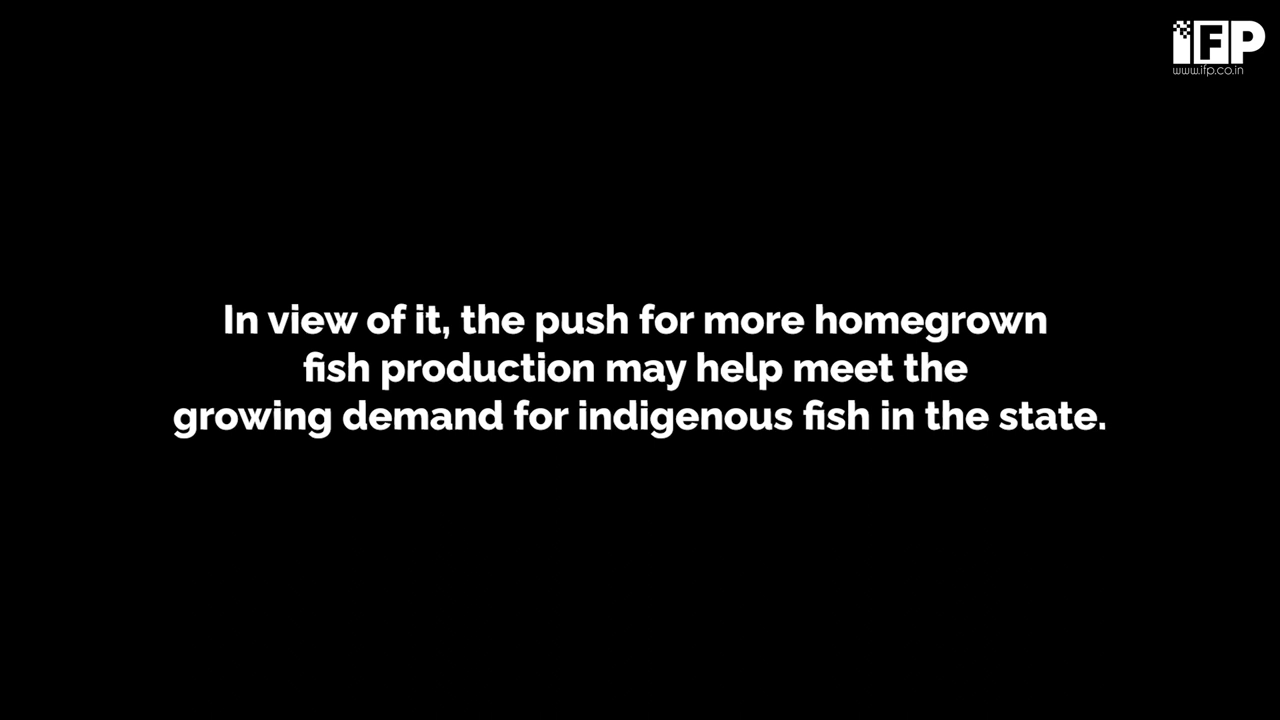 iFP
www.ifp.co.in
In view of it, the push for more homegrown
fish production may help meet the
growing demand for indigenous fish in the state.